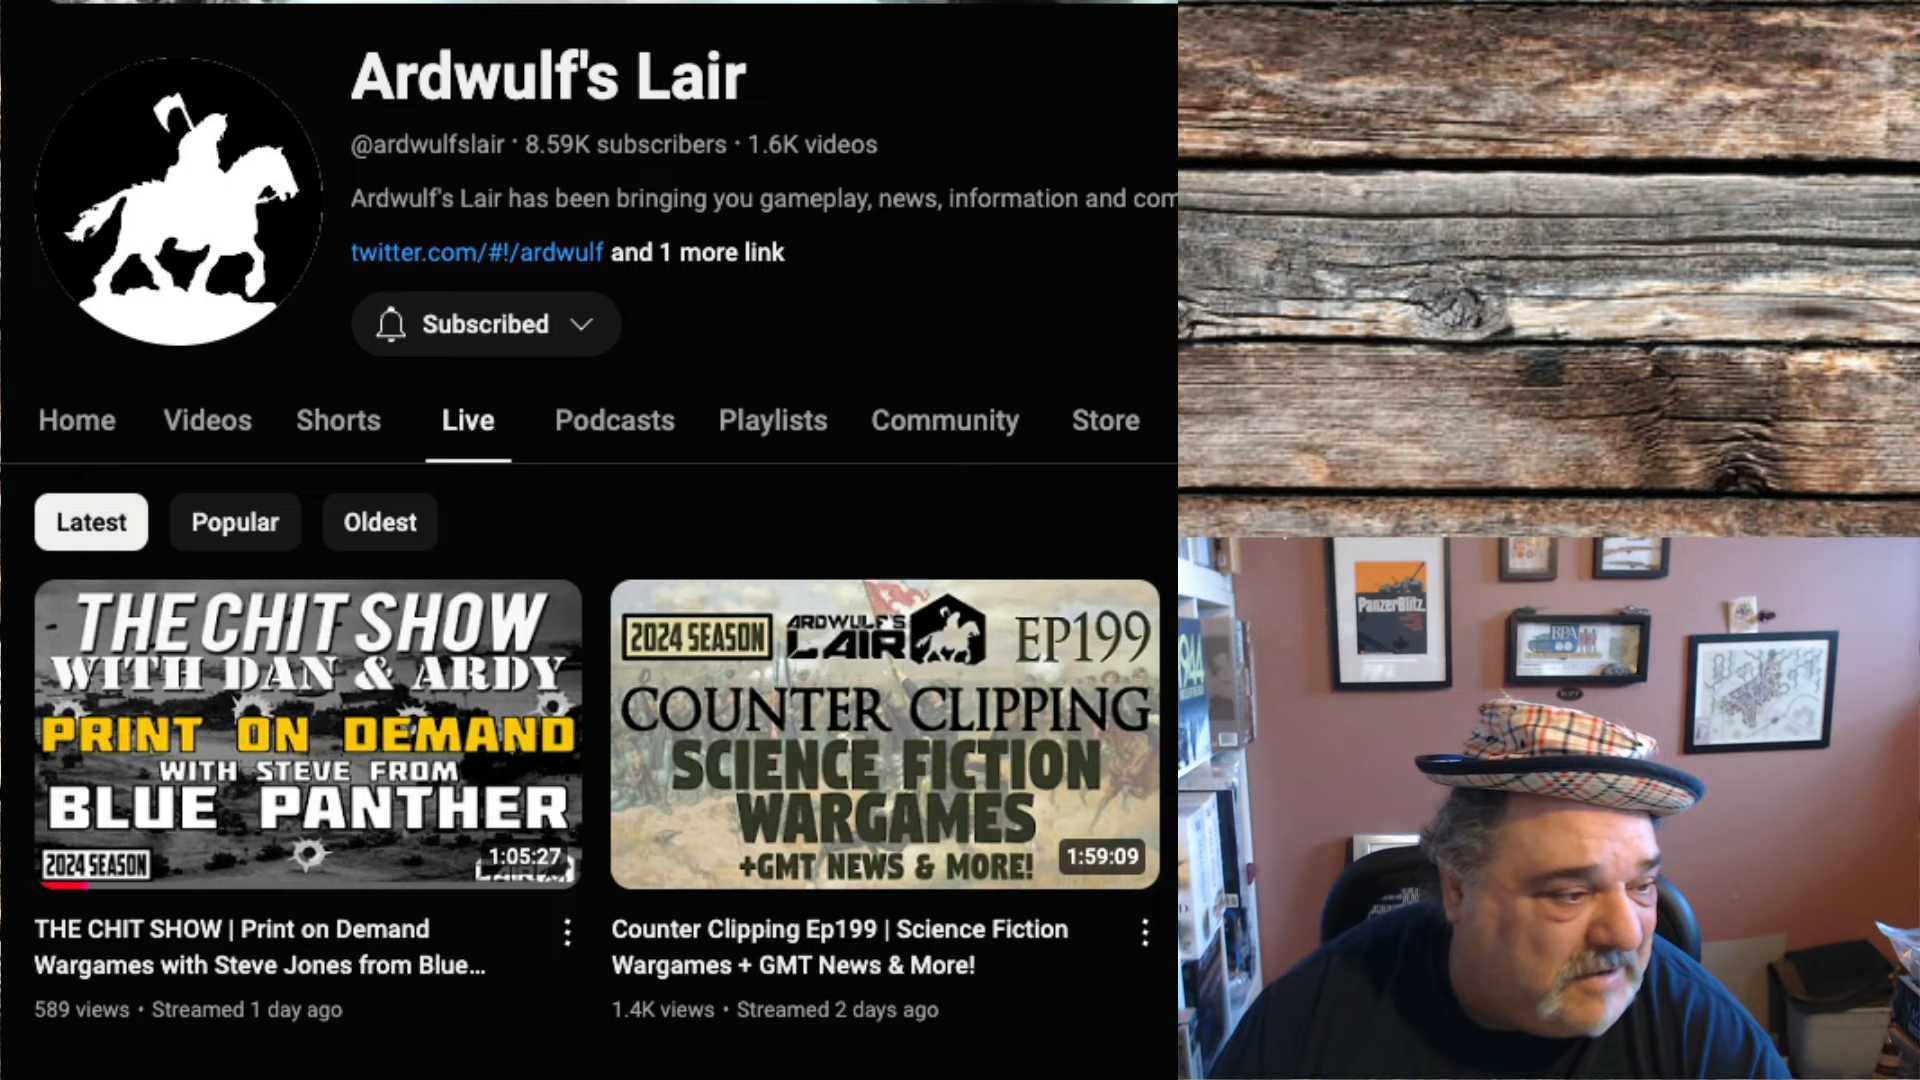 Ardwulf's Lair
@ardwulfslair · 8.59K subscribers · 1.6K videos
Ardwulf's Lair has been bringing you gameplay, news, information and com
twitter.com/#!/ardwulf and 1 more link
Subscribed
Home Videos Shorts Live Podcasts Playlists Community Store
Latest Popular Oldest
THE CHIT SHOW
WITH DAN & ARDY
PRINT ON DEMAND
WITH STEVE FROM
BLUE PANTHER
2024 SEASON
1:05:27
2024 SEASON ARDWULF'S LAIR EP199
COUNTER CLIPPING
SCIENCE FICTION
WARGAMES
+GMT NEWS & MORE!
1:59:09
THE CHIT SHOW | Print on Demand
Wargames with Steve Jones from Blue...
589 views • Streamed 1 day ago
Counter Clipping Ep199 | Science Fiction
Wargames + GMT News & More!
1.4K views • Streamed 2 days ago
PanzerBlitz
BPA